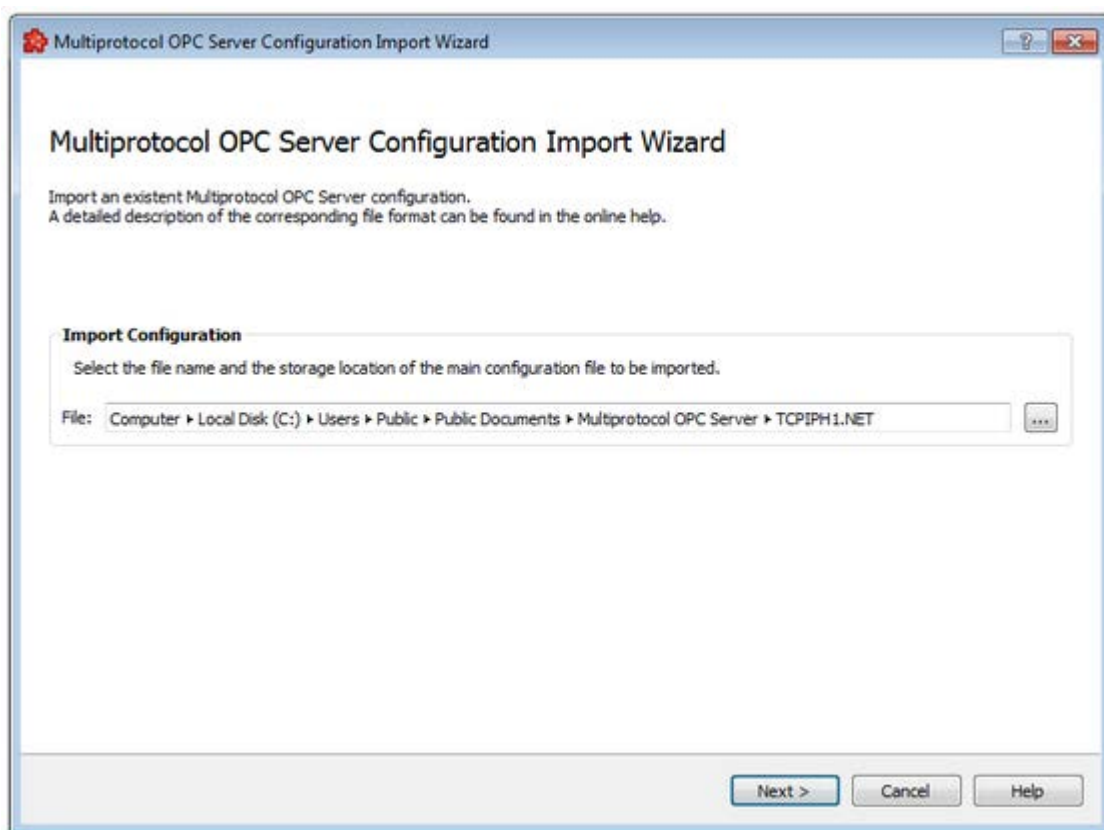 Multiprotocol OPC Server Configuration Import Wizard
Multiprotocol OPC Server Configuration Import Wizard
Import an existent Multiprotocol OPC Server configuration.
A detailed description of the corresponding file format can be found in the online help.
Import Configuration
Select the file name and the storage location of the main configuration file to be imported.
File: Computer ▸ Local Disk (C:) ▸ Users ▸ Public ▸ Public Documents ▸ Multiprotocol OPC Server ▸ TCPIPH1.NET ...
Next > Cancel Help